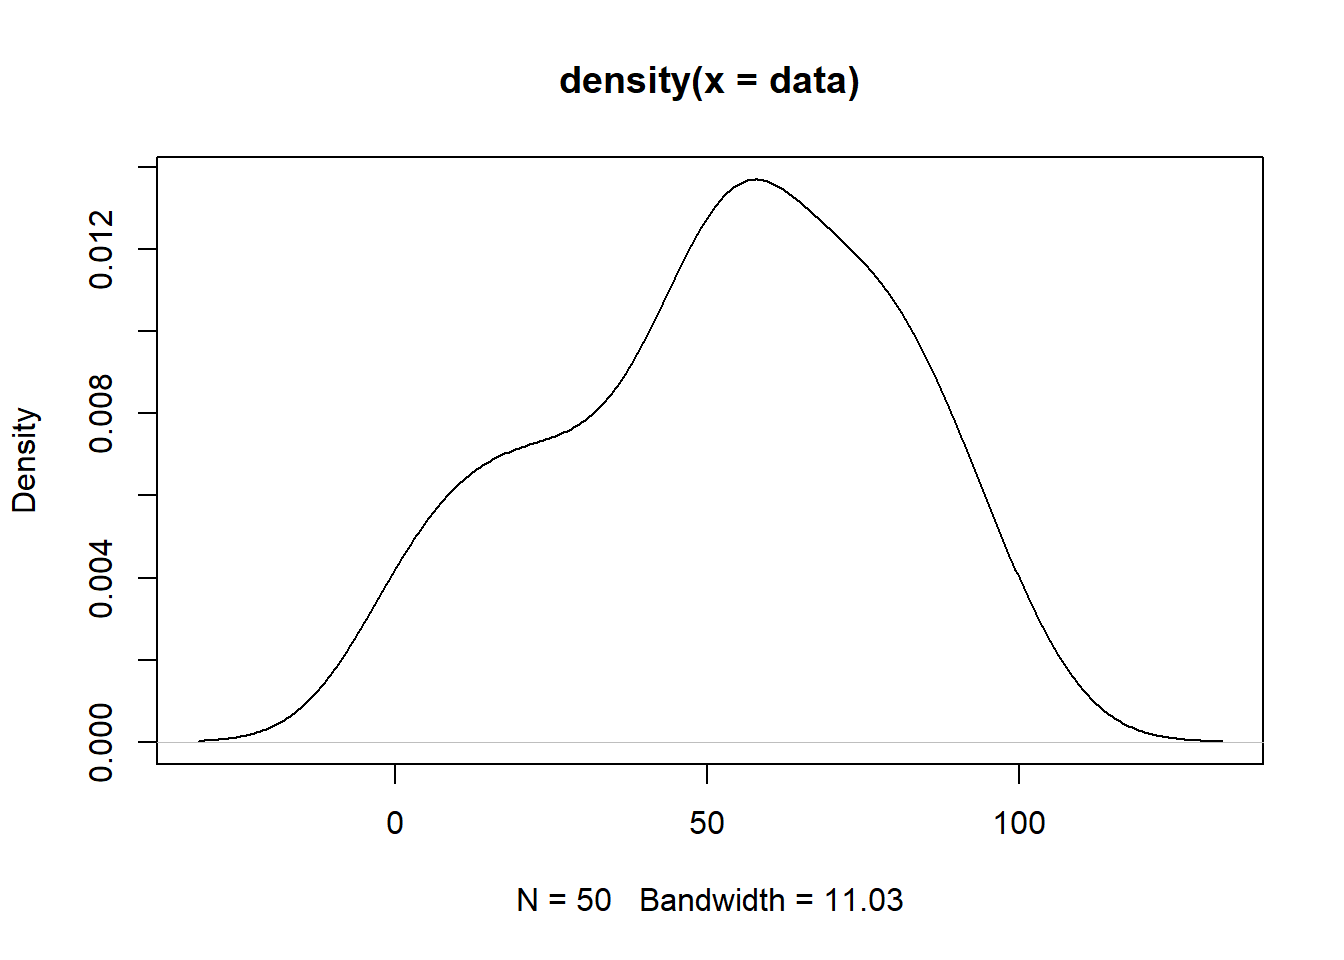 density(x = data)
Density
0.012
0.008
0.004
0.000
0 50 100
N = 50 Bandwidth = 11.03